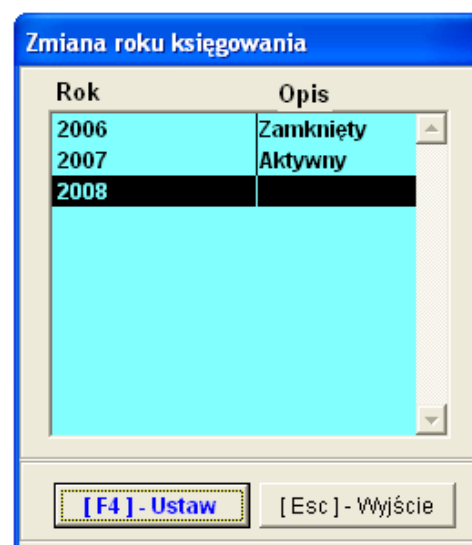 Zmiana roku księgowania
Rok Opis
2006 Zamknięty
2007 Aktywny
2008
[ F4 ] - Ustaw [ Esc ] - Wyjście